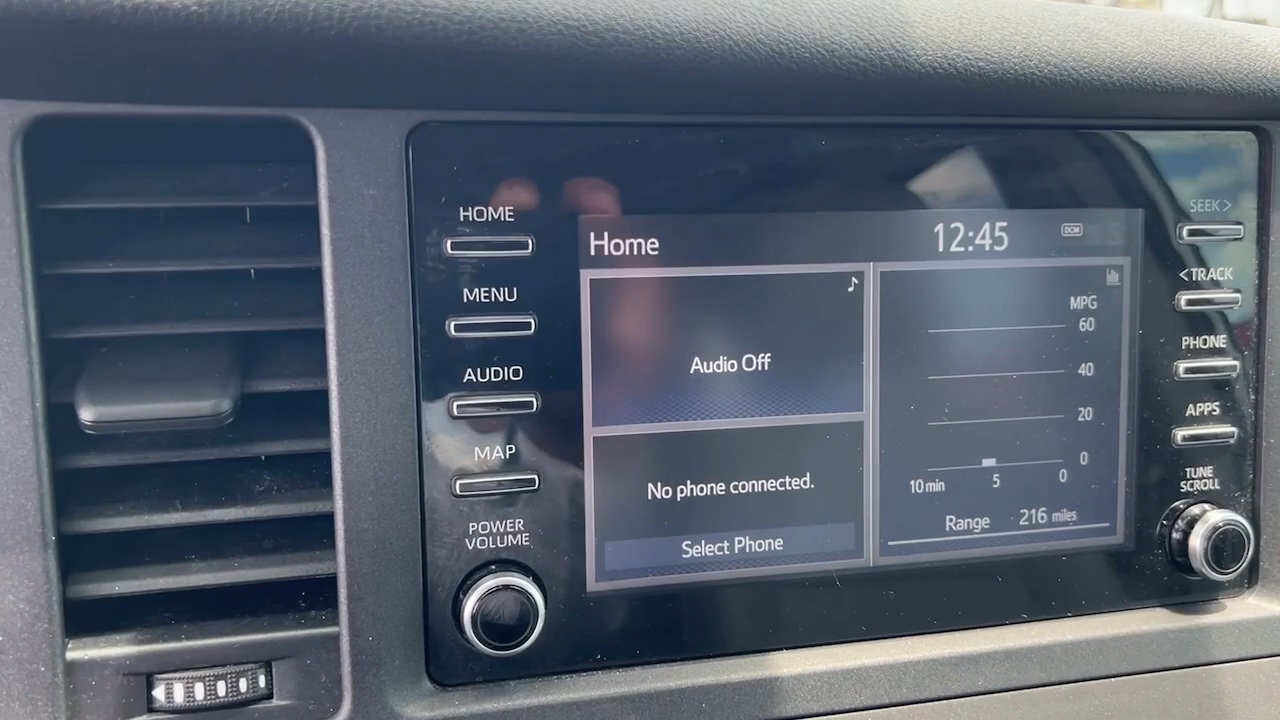 HOME
MENU
AUDIO
MAP
POWER
VOLUME
Home
12:45
DCM
Audio Off
No phone connected.
Select Phone
MPG
60
40
20
0
10 min 5 0
Range 216 miles
SEEK >
< TRACK
PHONE
APPS
TUNE
SCROLL